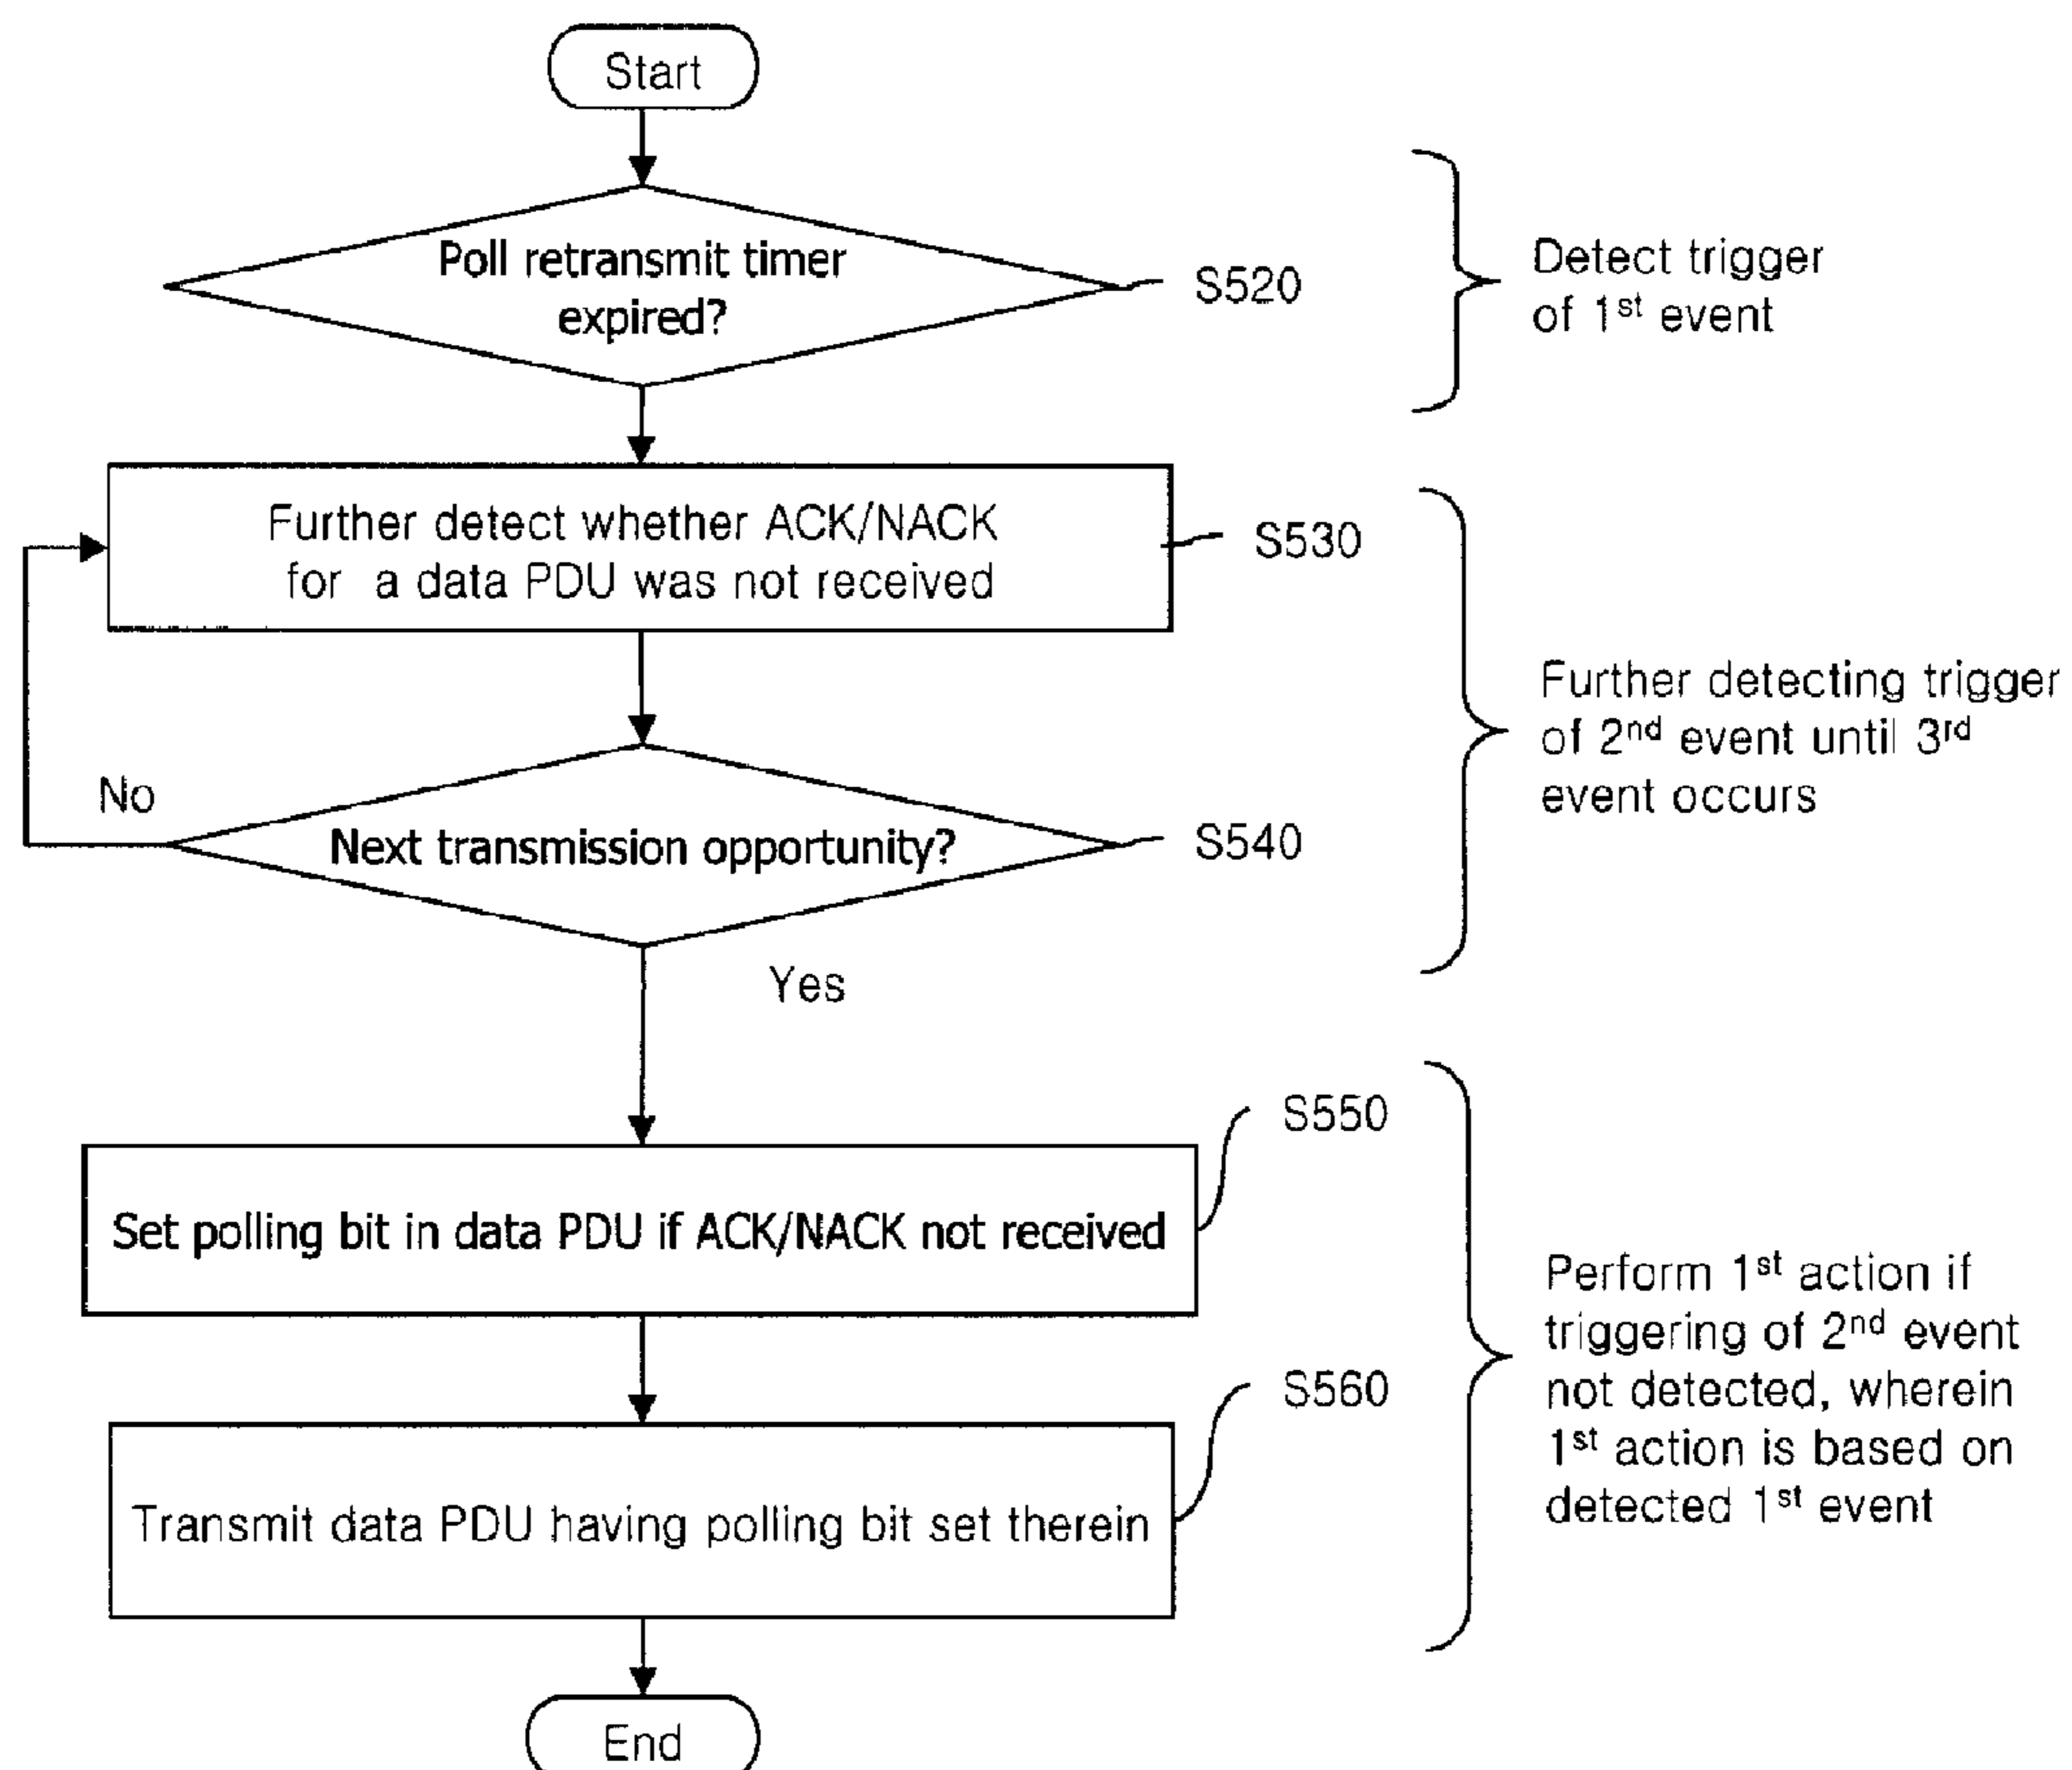 Start
Poll retransmit timer
expired?
S520
Detect trigger
of 1st event
Further detect whether ACK/NACK
for a data PDU was not received
S530
Further detecting trigger
of 2nd event until 3rd
event occurs
No
Next transmission opportunity?
S540
Yes
S550
Set polling bit in data PDU if ACK/NACK not received
Perform 1st action if
triggering of 2nd event
not detected, wherein
1st action is based on
detected 1st event
S560
Transmit data PDU having polling bit set therein
End